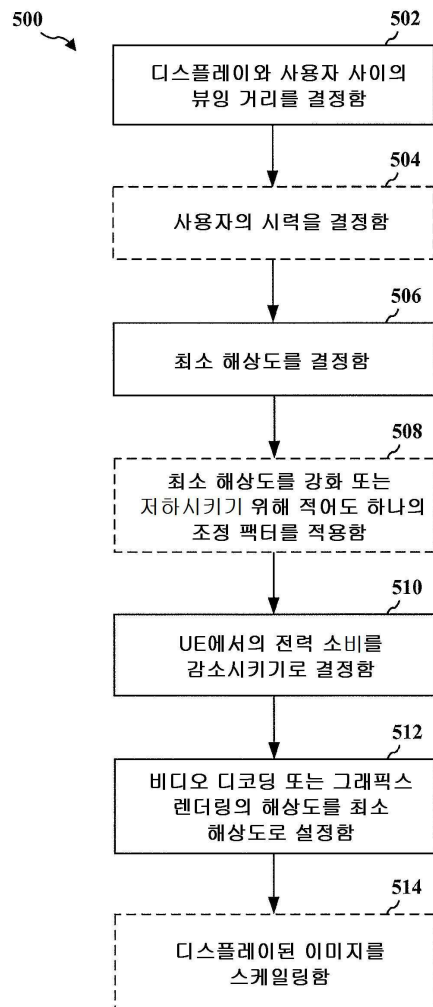 500
502
디스플레이와 사용자 사이의
뷰잉 거리를 결정함
504
사용자의 시력을 결정함
506
최소 해상도를 결정함
508
최소 해상도를 강화 또는
저하시키기 위해 적어도 하나의
조정 팩터를 적용함
510
UE에서의 전력 소비를
감소시키기로 결정함
512
비디오 디코딩 또는 그래픽스
렌더링의 해상도를 최소
해상도로 설정함
514
디스플레이된 이미지를
스케일링함